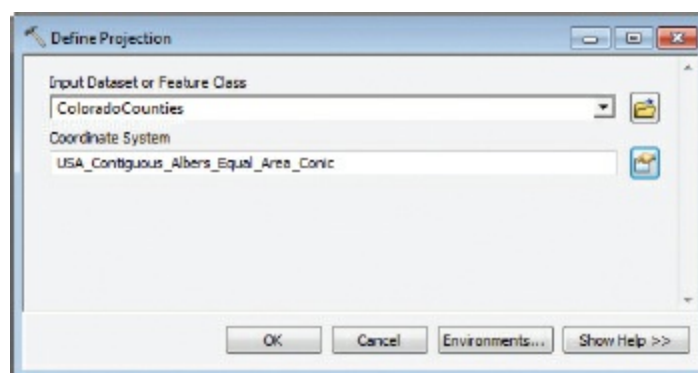 Define Projection
Input Dataset or Feature Class
ColoradoCounties
Coordinate System
USA_Contiguous_Albers_Equal_Area_Conic
OK Cancel Environments... Show Help >>